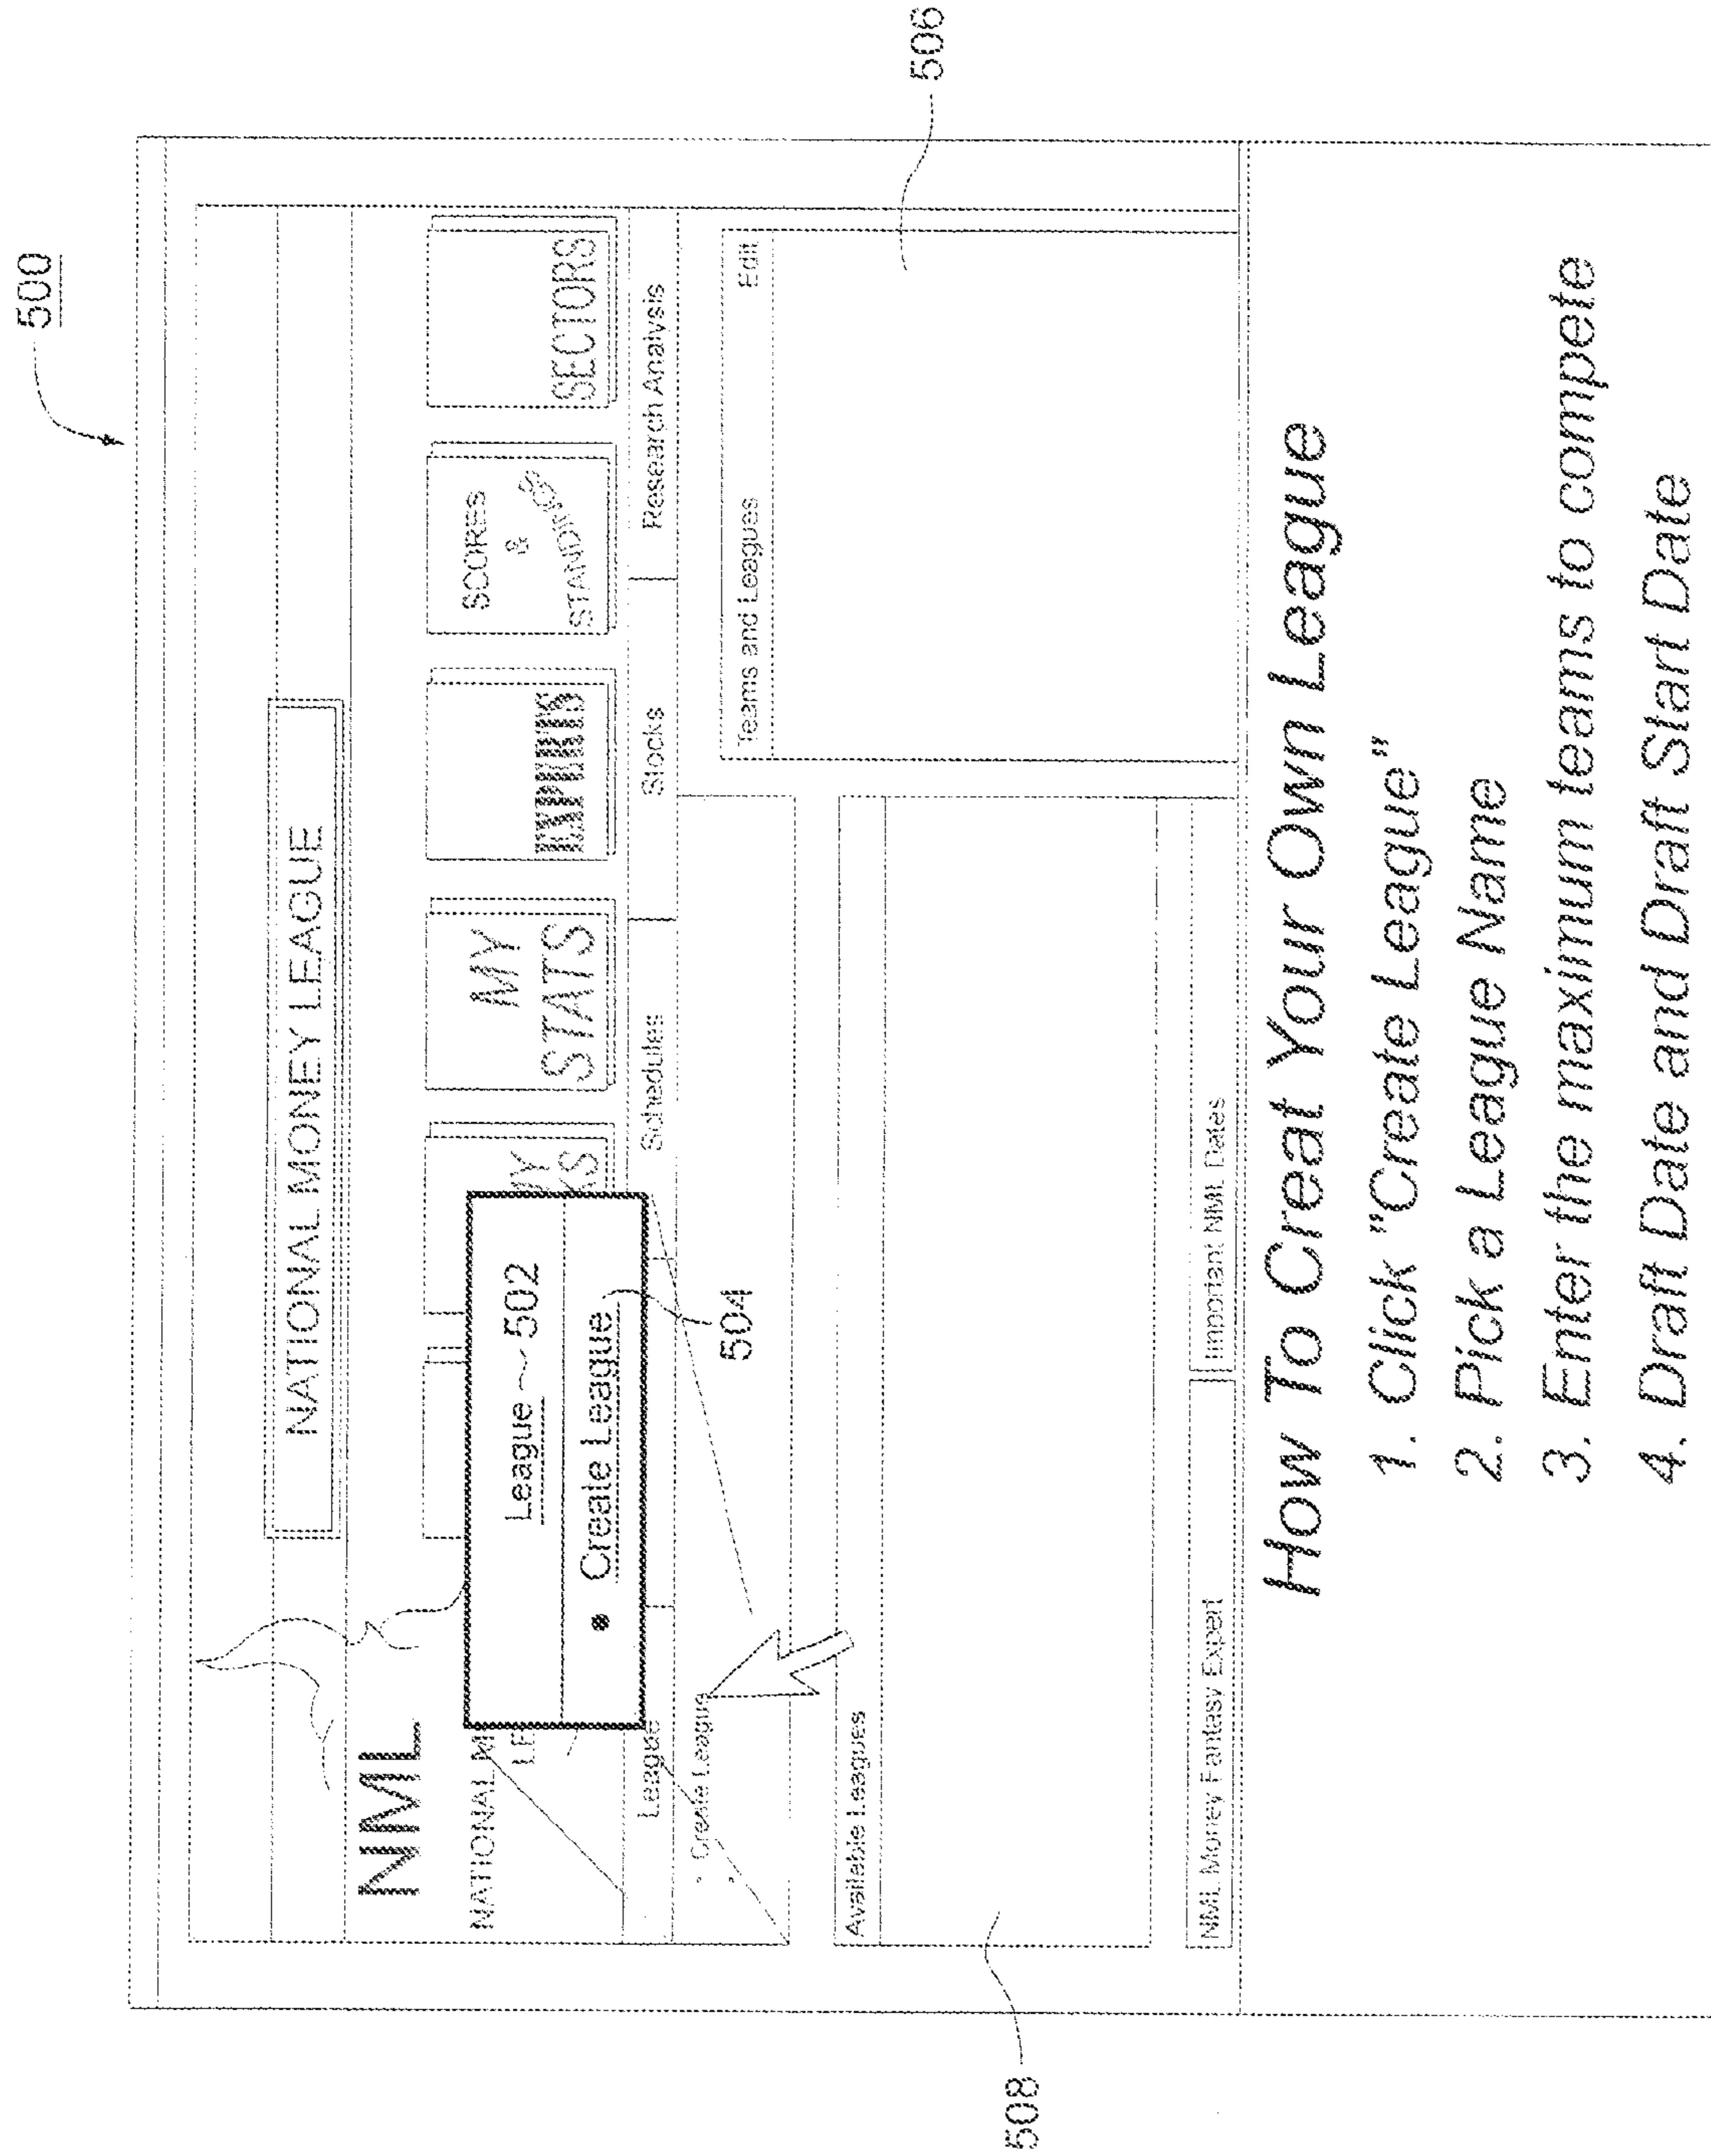 500
NATIONAL MONEY LEAGUE
NML
NATIONAL M
LE
MY
STATS
EXPERTS
SCORES
&
STANDINGS
SECTORS
League ~ 502
• Create League
504
League
Schedules
Stocks
Research Analysis
• Create League
Teams and Leagues
Edit
506
Available Leagues
508
NML Money Fantasy Expert
Important NML Dates
How To Creat Your Own League
1. Click "Create League"
2. Pick a League Name
3. Enter the maximum teams to compete
4. Draft Date and Draft Start Date